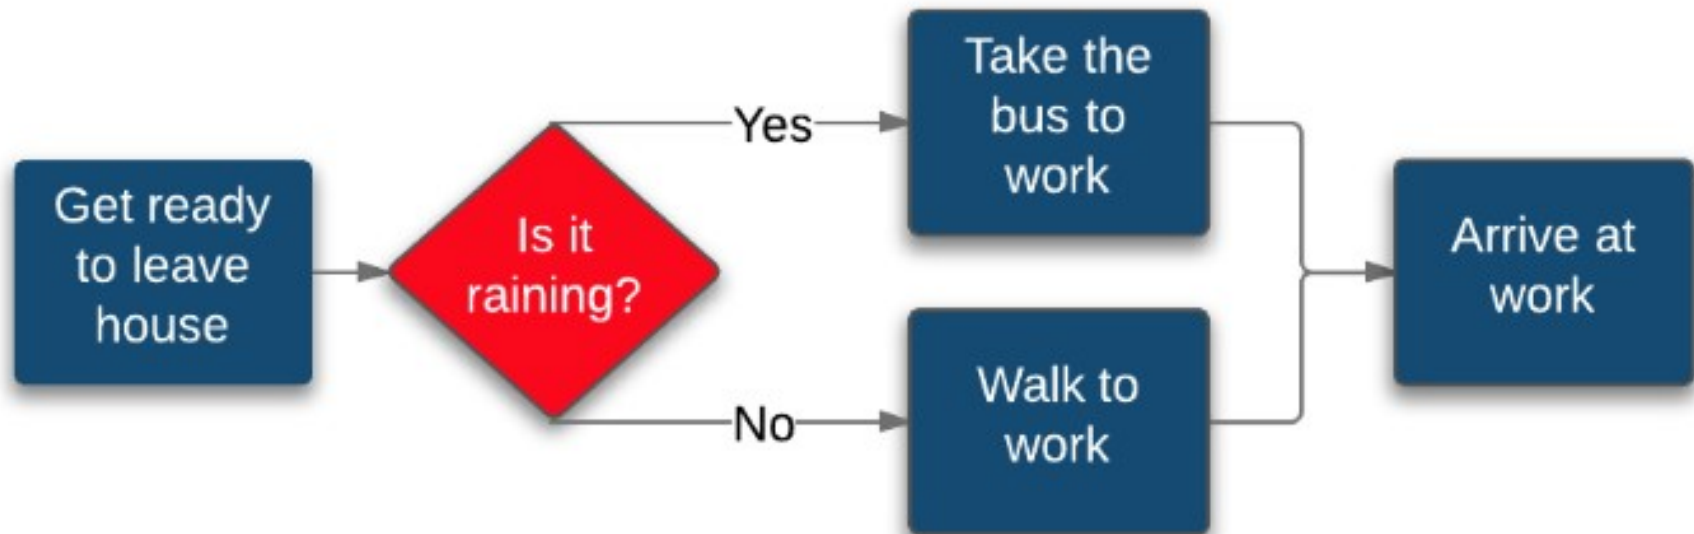 Get ready
to leave
house
Is it
raining?
Yes
Take the
bus to
work
No
Walk to
work
Arrive at
work